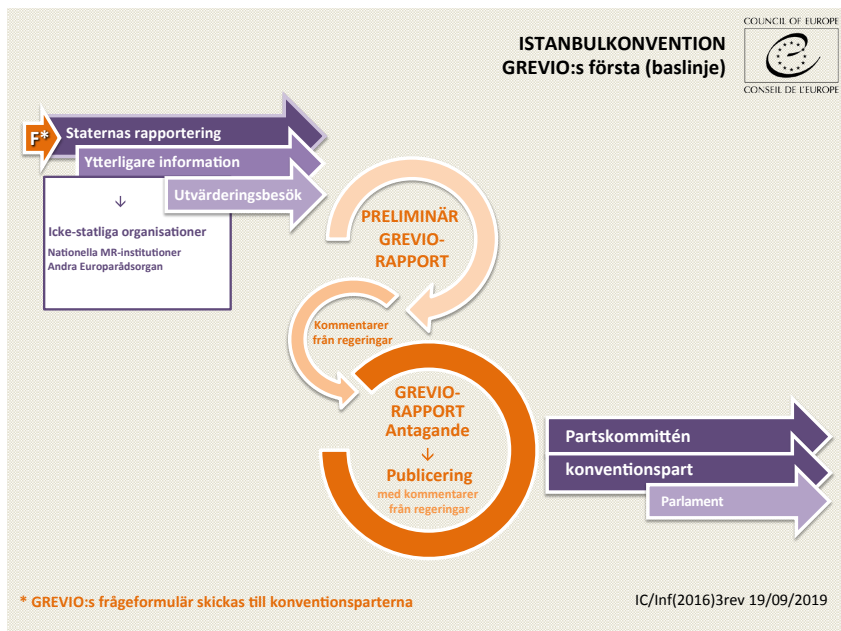 COUNCIL OF EUROPE
CONSEIL DE L'EUROPE
ISTANBULKONVENTION
GREVIO:s första (baslinje)
F*
Staternas rapportering
Ytterligare information
Utvärderingsbesök
↓
Icke-statliga organisationer
Nationella MR-institutioner
Andra Europarådsorgan
PRELIMINÄR
GREVIO-
RAPPORT
Kommentarer
från regeringar
GREVIO-
RAPPORT
Antagande
↓
Publicering
med kommentarer
från regeringar
Partskommittén
konventionspart
Parlament
* GREVIO:s frågeformulär skickas till konventionsparterna
IC/Inf(2016)3rev 19/09/2019